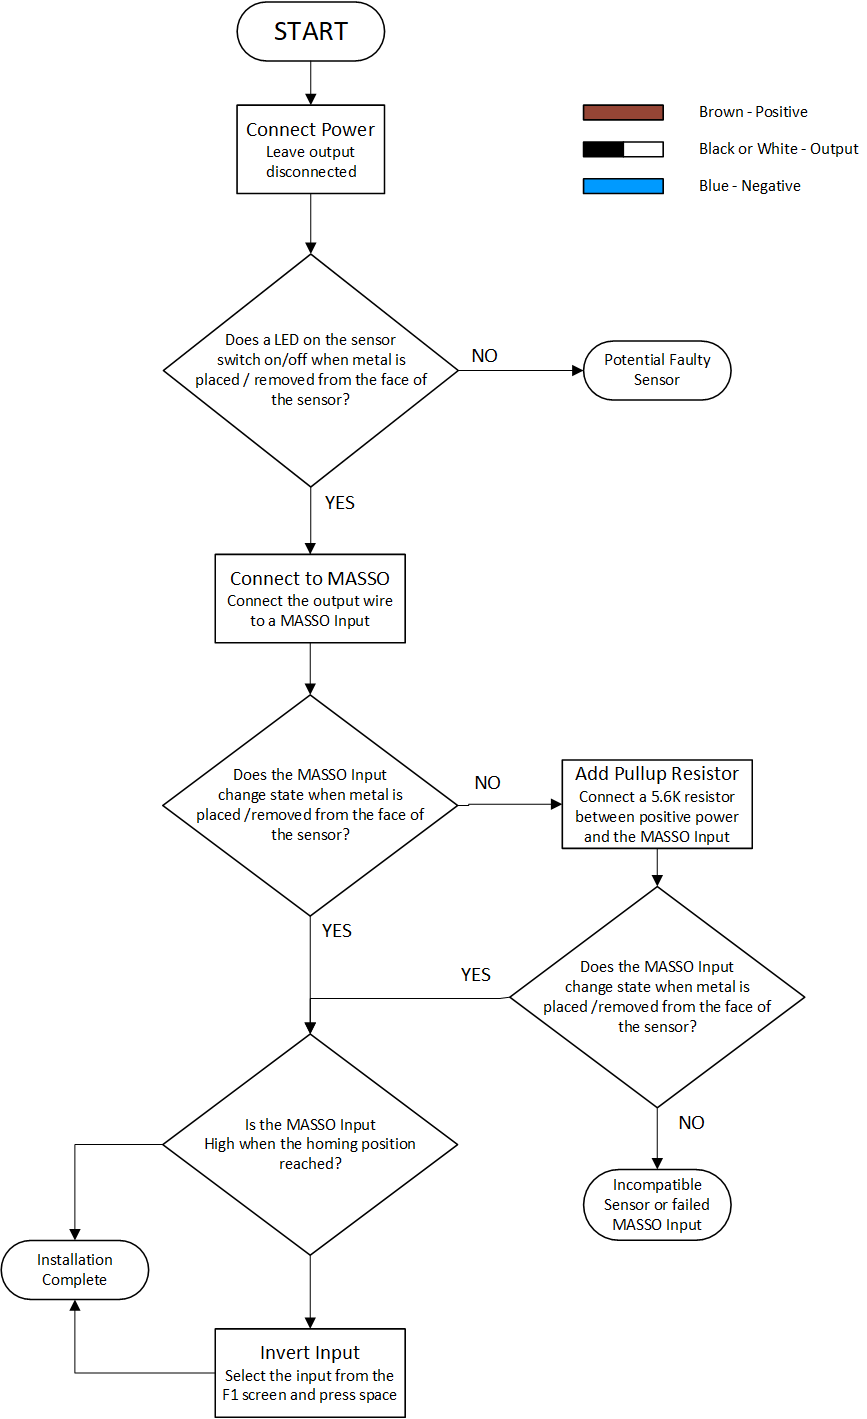 START
Connect Power
Leave output
disconnected
Brown - Positive
Black or White - Output
Blue - Negative
Does a LED on the sensor
switch on/off when metal is
placed / removed from the face of
the sensor?
NO
Potential Faulty
Sensor
YES
Connect to MASSO
Connect the output wire
to a MASSO Input
Does the MASSO Input
change state when metal is
placed /removed from the face of
the sensor?
NO
Add Pullup Resistor
Connect a 5.6K resistor
between positive power
and the MASSO Input
YES
YES
Does the MASSO Input
change state when metal is
placed /removed from the face of
the sensor?
NO
Incompatible
Sensor or failed
MASSO Input
Is the MASSO Input
High when the homing position
reached?
Installation
Complete
Invert Input
Select the input from the
F1 screen and press space